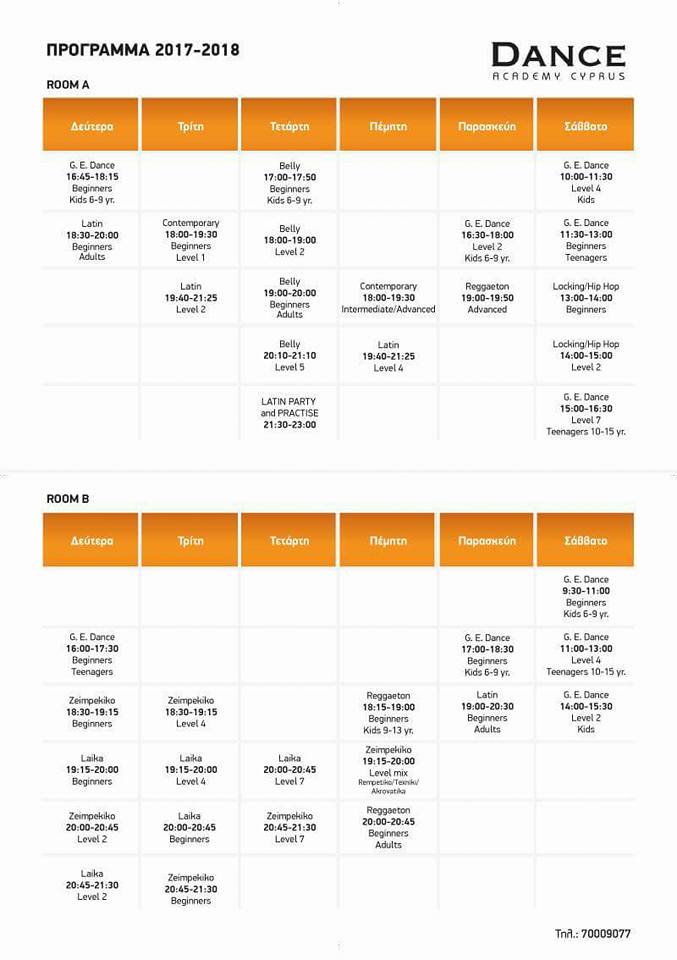 ΠΡΟΓΡΑΜΜΑ 2017-2018
DANCE
ACADEMY CYPRUS
ROOM A
Δευτέρα Τρίτη Τετάρτη Πέμπτη Παρασκεύη Σάββατο
G. E. Dance
16:45-18:15
Beginners
Kids 6-9 yr.
Belly
17:00-17:50
Beginners
Kids 6-9 yr.
G. E. Dance
10:00-11:30
Level 4
Kids
Latin
18:30-20:00
Beginners
Adults
Contemporary
18:00-19:30
Beginners
Level 1
Belly
18:00-19:00
Level 2
G. E. Dance
16:30-18:00
Level 2
Kids 6-9 yr.
G. E. Dance
11:30-13:00
Beginners
Teenagers
Latin
19:40-21:25
Level 2
Belly
19:00-20:00
Beginners
Adults
Contemporary
18:00-19:30
Intermediate/Advanced
Reggaeton
19:00-19:50
Advanced
Locking/Hip Hop
13:00-14:00
Beginners
Belly
20:10-21:10
Level 5
Latin
19:40-21:25
Level 4
Locking/Hip Hop
14:00-15:00
Level 2
LATIN PARTY
and PRACTISE
21:30-23:00
G. E. Dance
15:00-16:30
Level 7
Teenagers 10-15 yr.
ROOM B
Δευτέρα Τρίτη Τετάρτη Πέμπτη Παρασκεύη Σάββατο
G. E. Dance
9:30-11:00
Beginners
Kids 6-9 yr.
G. E. Dance
16:00-17:30
Beginners
Teenagers
G. E. Dance
17:00-18:30
Beginners
Kids 6-9 yr.
G. E. Dance
11:00-13:00
Level 4
Teenagers 10-15 yr.
Zeimpekiko
18:30-19:15
Beginners
Zeimpekiko
18:30-19:15
Level 4
Reggaeton
18:15-19:00
Beginners
Kids 9-13 yr.
Latin
19:00-20:30
Beginners
Adults
G. E. Dance
14:00-15:30
Level 2
Kids
Laika
19:15-20:00
Beginners
Laika
19:15-20:00
Level 4
Laika
20:00-20:45
Level 7
Zeimpekiko
19:15-20:00
Level mix
Rempetiko/Texniki/
Akrovatika
Zeimpekiko
20:00-20:45
Level 2
Laika
20:00-20:45
Beginners
Zeimpekiko
20:45-21:30
Level 7
Reggaeton
20:00-20:45
Beginners
Adults
Laika
20:45-21:30
Level 2
Zeimpekiko
20:45-21:30
Beginners
Τηλ.: 70009077